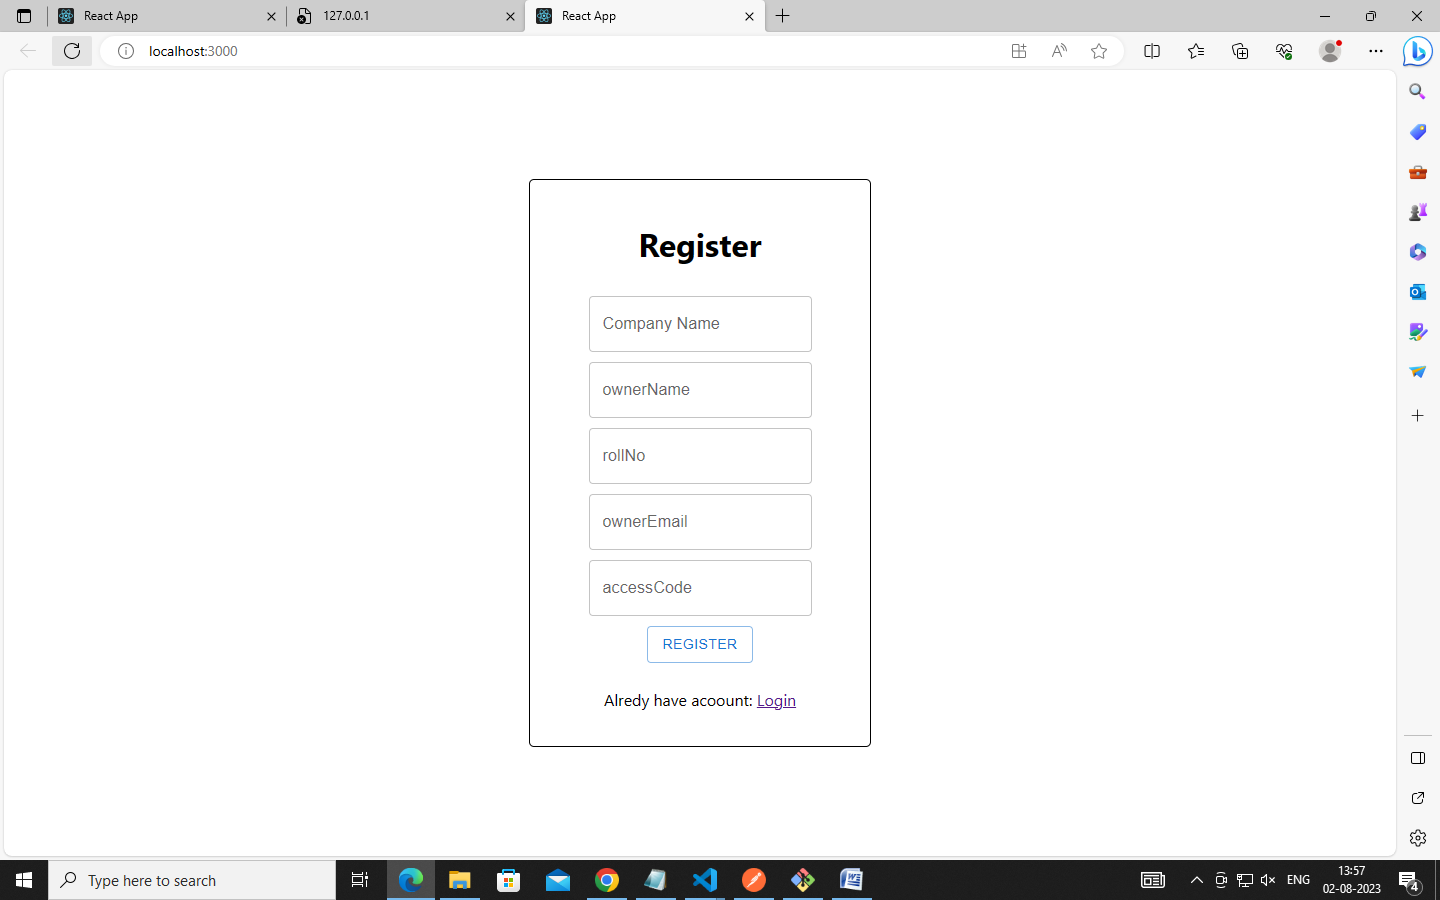 React App
127.0.0.1
React App
localhost:3000
Register
Company Name
ownerName
rollNo
ownerEmail
accessCode
REGISTER
Alredy have acoount: Login
Type here to search
ENG
13:57
02-08-2023
4